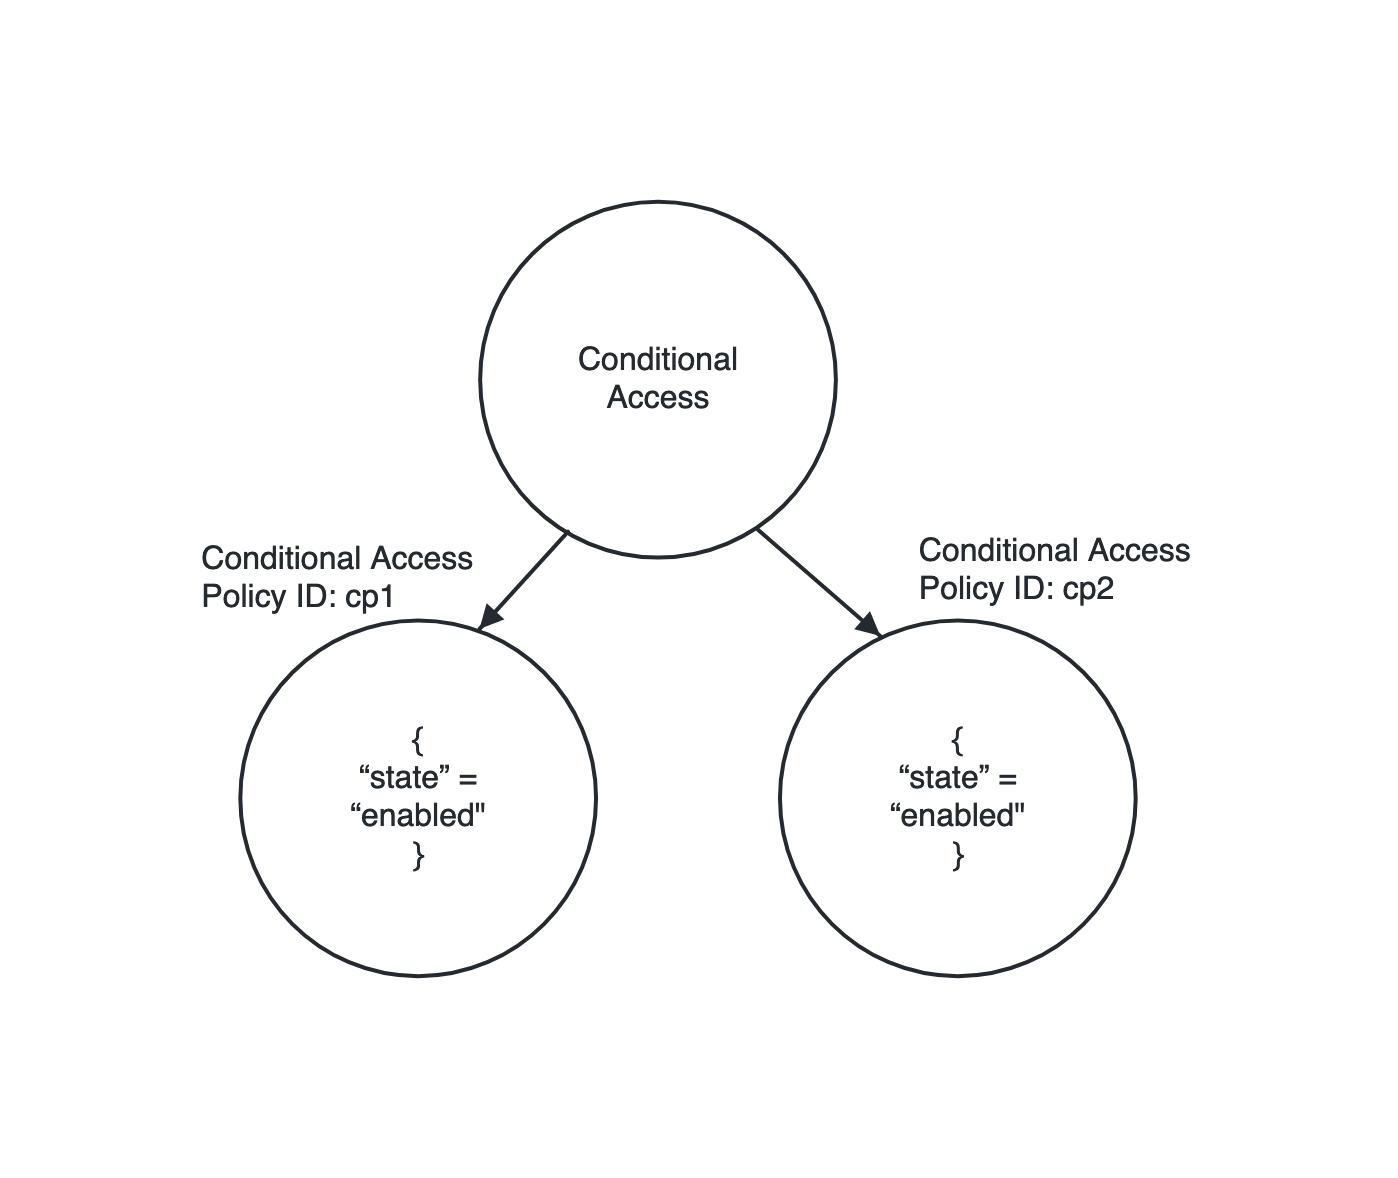 Conditional
Access
Conditional Access
Policy ID: cp1
Conditional Access
Policy ID: cp2
{
“state” =
“enabled"
}
{
“state” =
“enabled"
}